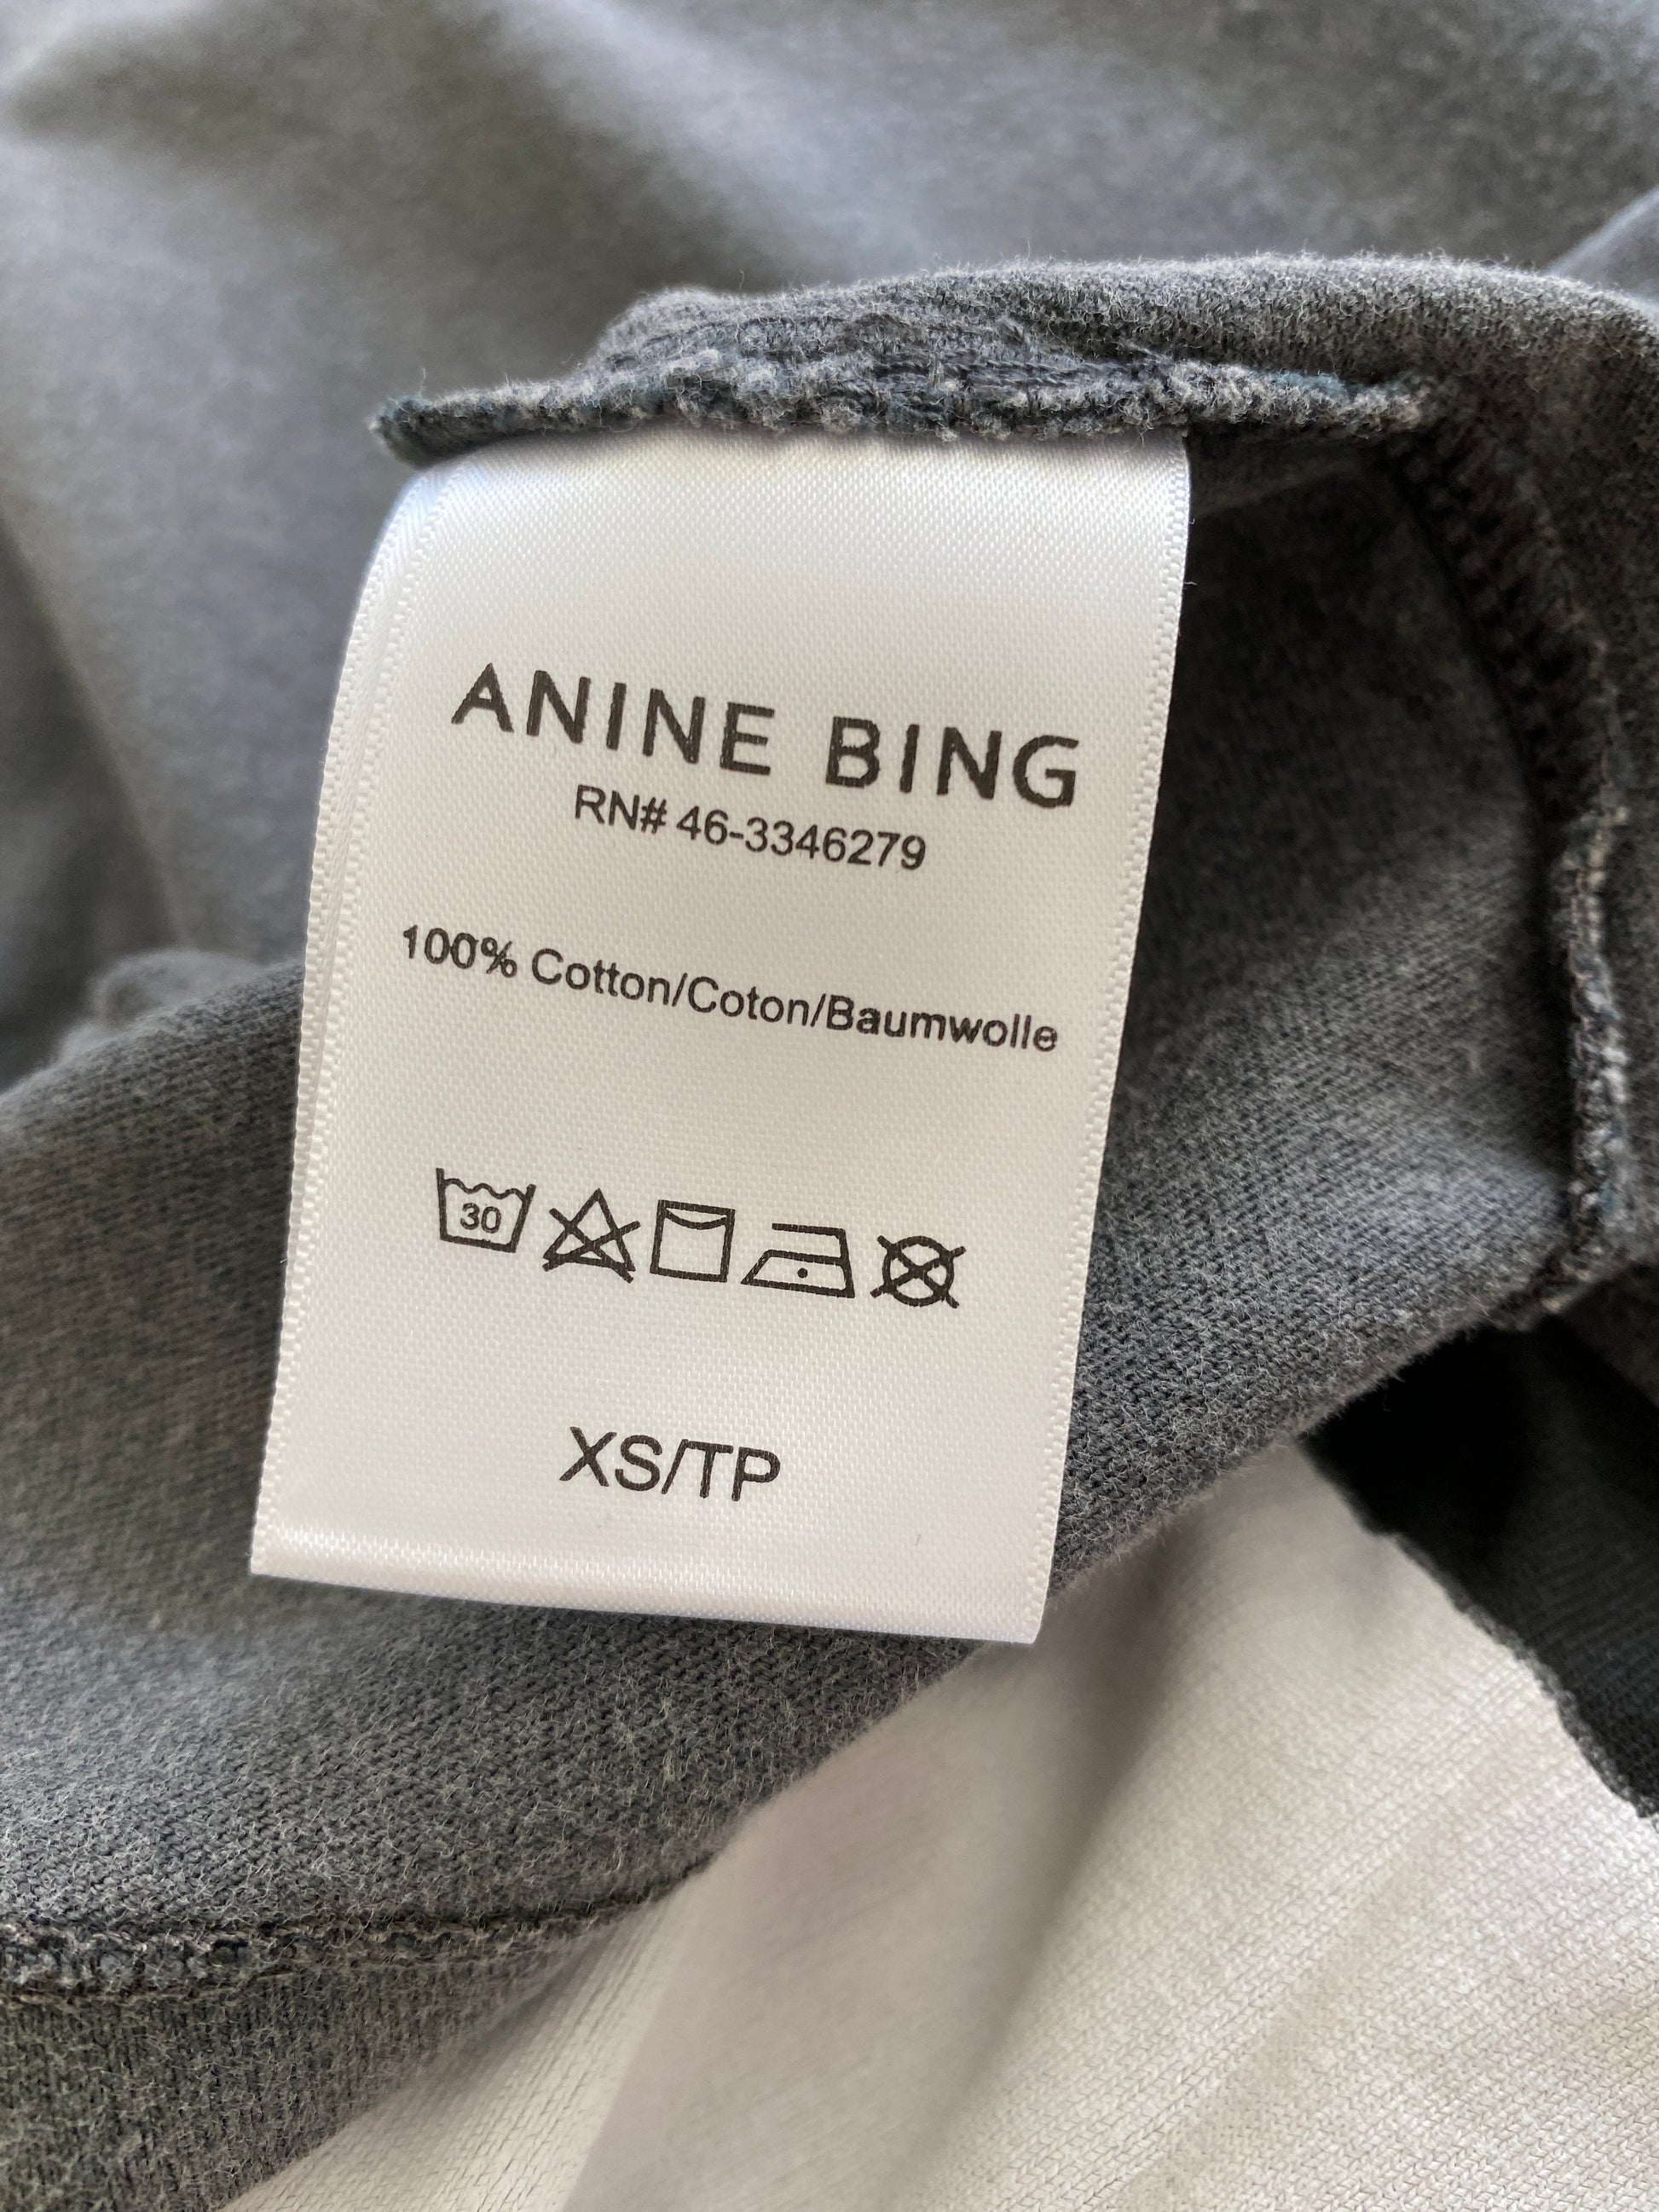 ANINE BING
RN# 46-3346279
100% Cotton/Coton/Baumwolle
30
XS/TP